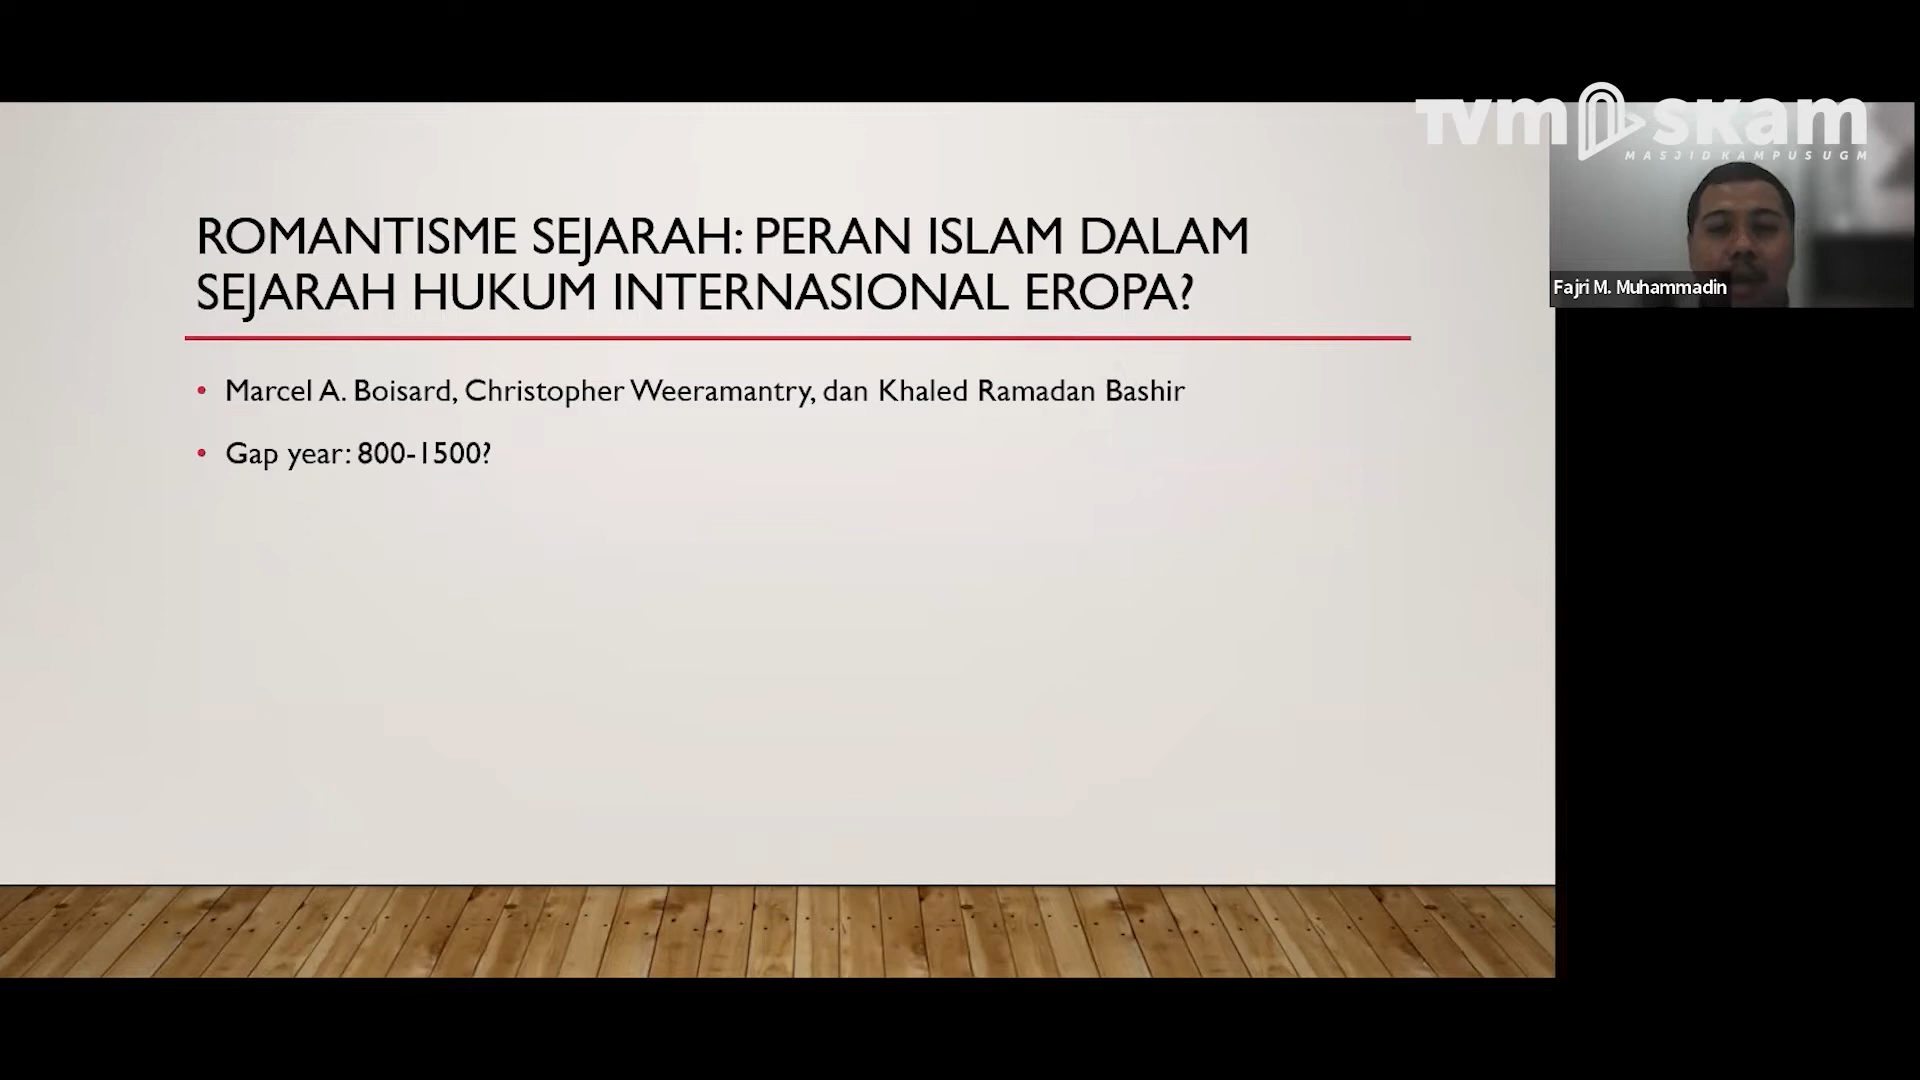 TVM SKAM
MASJID KAMPUS UGM
ROMANTISME SEJARAH: PERAN ISLAM DALAM
SEJARAH HUKUM INTERNASIONAL EROPA?
Fajri M. Muhammadin
• Marcel A. Boisard, Christopher Weeramantry, dan Khaled Ramadan Bashir
• Gap year: 800-1500?